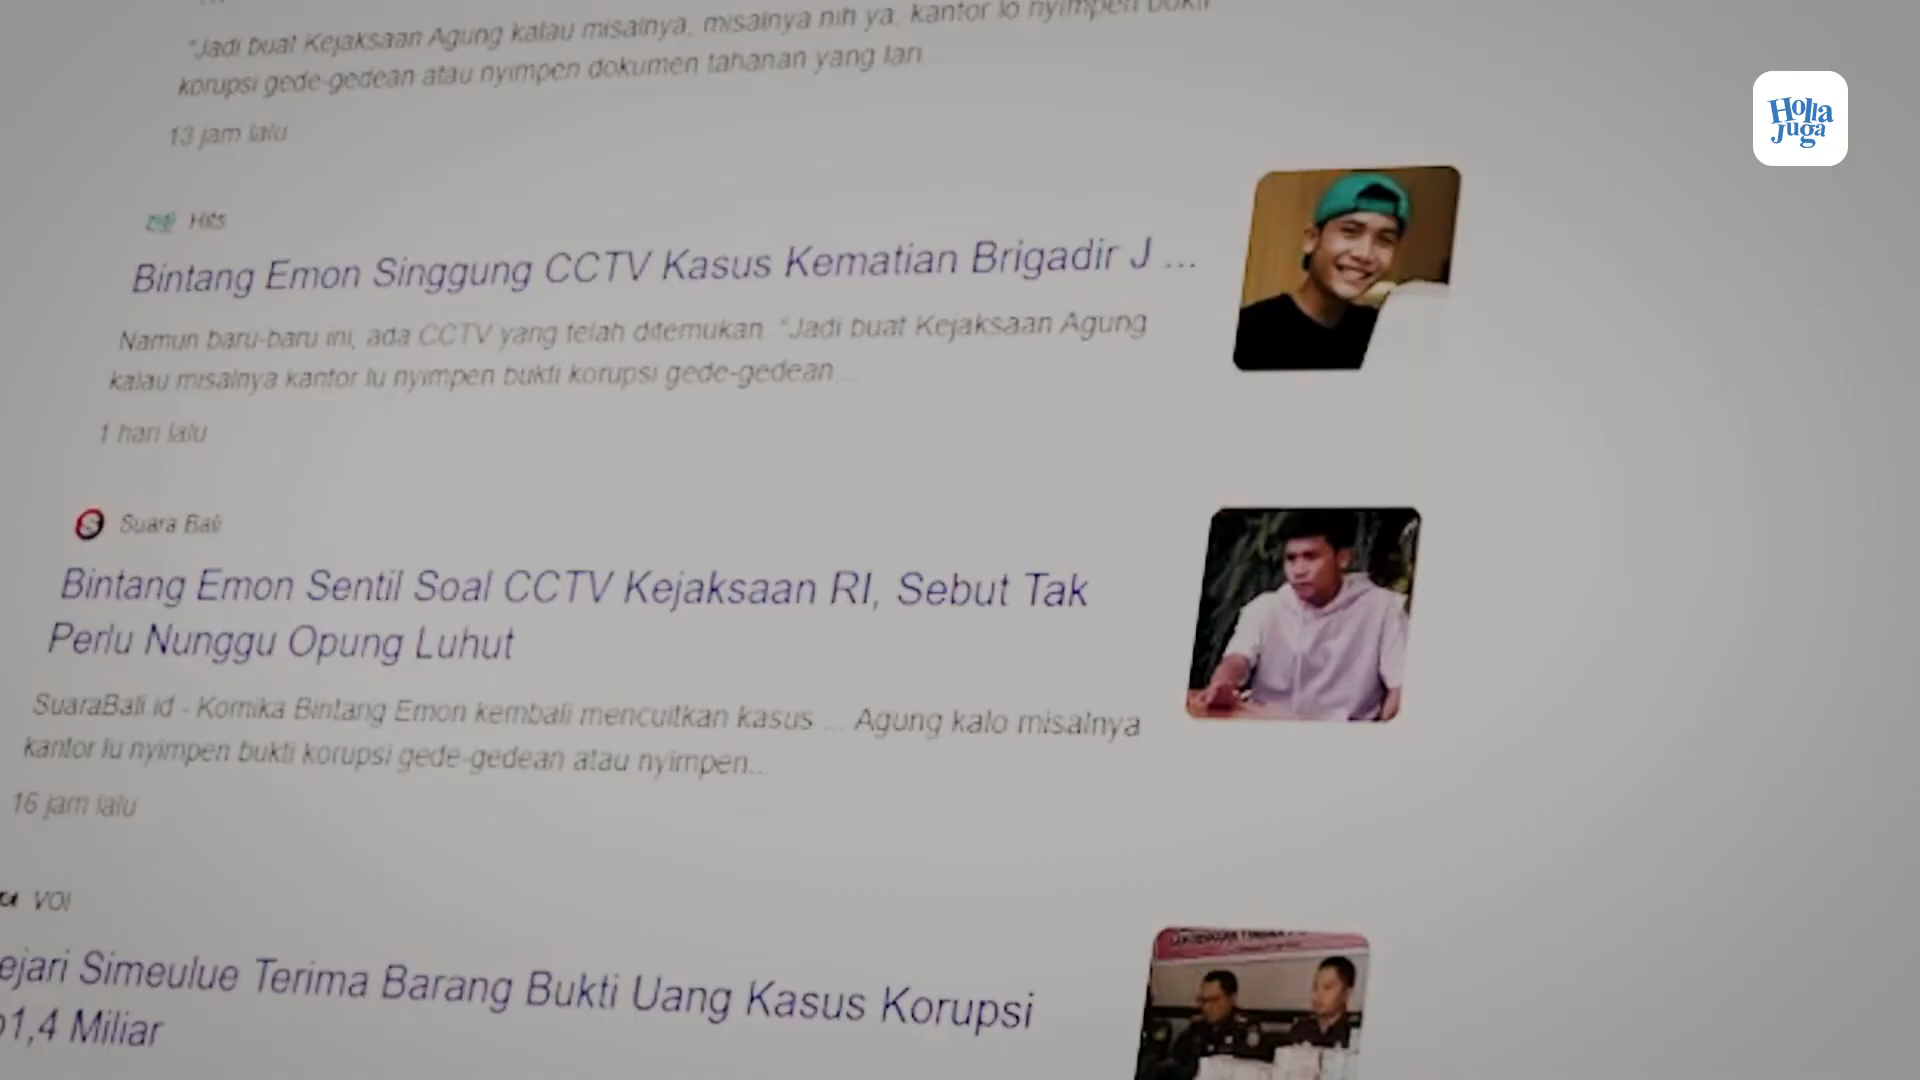 "Jadi buat Kejaksaan Agung kalau misalnya, misalnya nih ya, kantor lo nyimpen bukti
korupsi gede-gedean atau nyimpen dokumen tahanan yang lari
13 jam lalu
Holla
Juga
Hits
Bintang Emon Singgung CCTV Kasus Kematian Brigadir J ...
Namun baru-baru ini, ada CCTV yang telah ditemukan. "Jadi buat Kejaksaan Agung
kalau misalnya kantor lu nyimpen bukti korupsi gede-gedean...
1 hari lalu
Suara Bali
Bintang Emon Sentil Soal CCTV Kejaksaan RI, Sebut Tak
Perlu Nunggu Opung Luhut
SuaraBali.id - Komika Bintang Emon kembali mencuitkan kasus ... Agung kalo misalnya
kantor lu nyimpen bukti korupsi gede-gedean atau nyimpen...
16 jam lalu
VOI
ejari Simeulue Terima Barang Bukti Uang Kasus Korupsi
1,4 Miliar